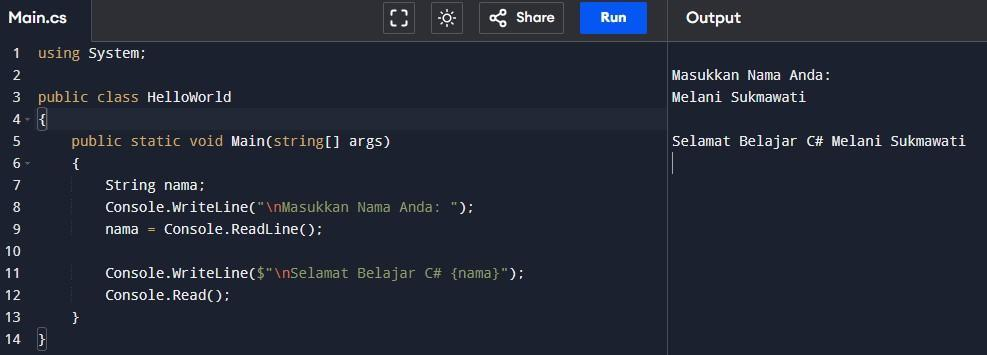 Main.cs
Share
Run
Output
1 using System;
2
3 public class HelloWorld
4 {
5     public static void Main(string[] args)
6     {
7         String nama;
8         Console.WriteLine("\nMasukkan Nama Anda: ");
9         nama = Console.ReadLine();
10
11         Console.WriteLine($"\nSelamat Belajar C# {nama}");
12         Console.Read();
13     }
14 }
Masukkan Nama Anda:
Melani Sukmawati
Selamat Belajar C# Melani Sukmawati